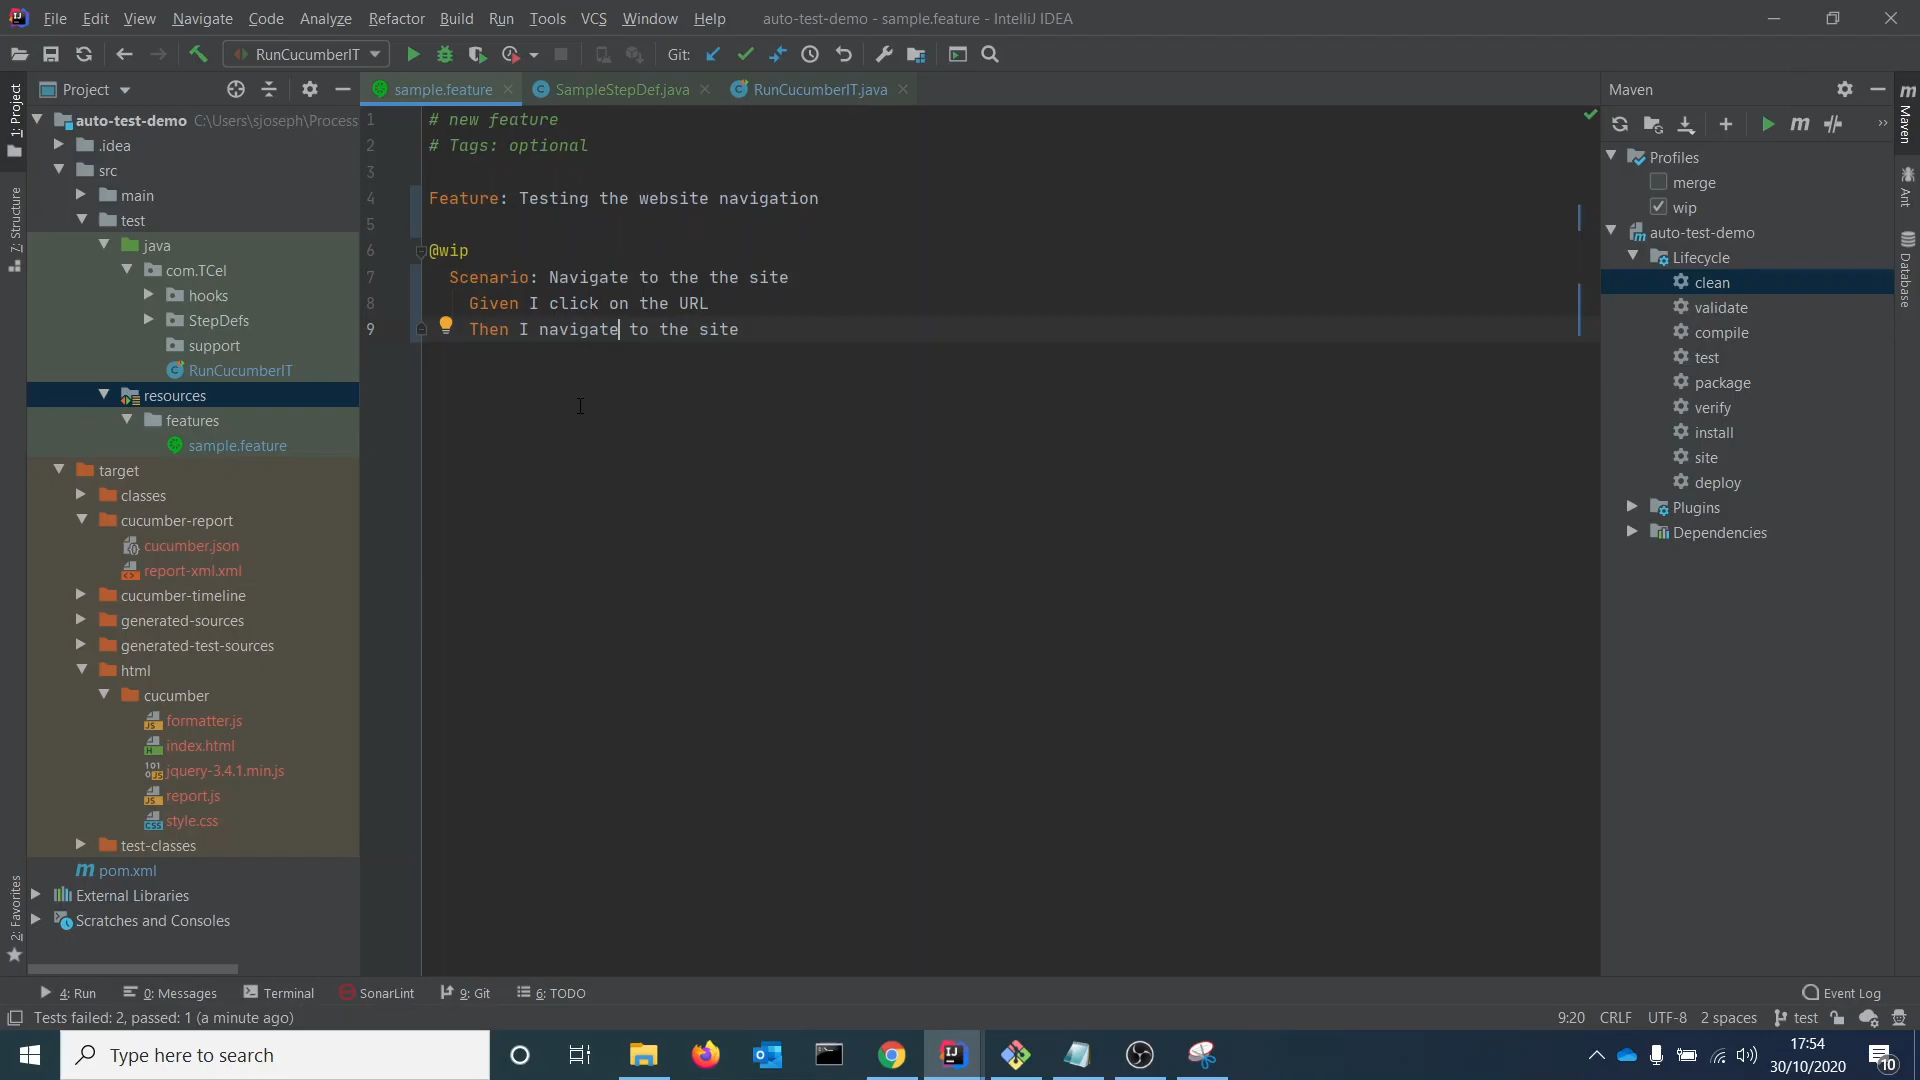 File Edit View Navigate Code Analyze Refactor Build Run Tools VCS Window Help auto-test-demo - sample.feature - IntelliJ IDEA
RunCucumberIT Git:
Project sample.feature SampleStepDef.java RunCucumberIT.java Maven
1: Project
7: Structure
2: Favorites
auto-test-demo C:\Users\sjoseph\Process
.idea
src
main
test
java
com.TCel
hooks
StepDefs
support
RunCucumberIT
resources
features
sample.feature
target
classes
cucumber-report
cucumber.json
report-xml.xml
cucumber-timeline
generated-sources
generated-test-sources
html
cucumber
formatter.js
index.html
jquery-3.4.1.min.js
report.js
style.css
test-classes
pom.xml
External Libraries
Scratches and Consoles
1 # new feature
2 # Tags: optional
3
4 Feature: Testing the website navigation
5
6 @wip
7 Scenario: Navigate to the the site
8 Given I click on the URL
9 Then I navigate to the site
Profiles
merge
wip
auto-test-demo
Lifecycle
clean
validate
compile
test
package
verify
install
site
deploy
Plugins
Dependencies
Maven
Ant
Database
4: Run 0: Messages Terminal SonarLint 9: Git 6: TODO Event Log
Tests failed: 2, passed: 1 (a minute ago) 9:20 CRLF UTF-8 2 spaces test
Type here to search
17:54
30/10/2020
10